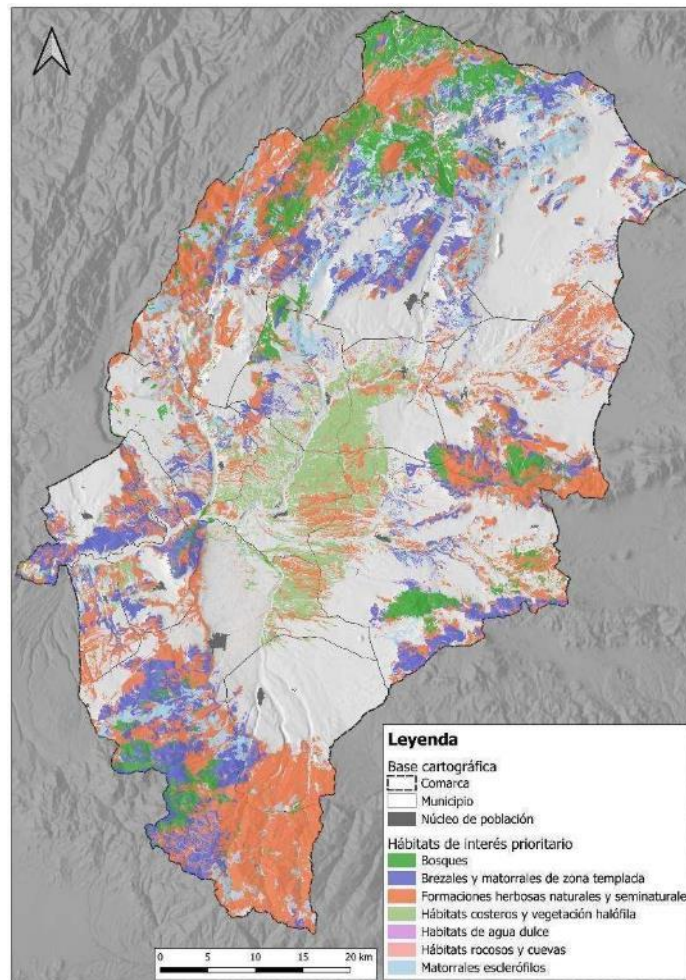 Leyenda
Base cartográfica
Comarca
Municipio
Núcleo de población
Hábitats de interés prioritario
Bosques
Brezales y matorrales de zona templada
Formaciones herbosas naturales y seminaturales
Hábitats costeros y vegetación halófila
Habitats de agua dulce
Hábitats rocosos y cuevas
Matorrales esclerófilos
0 5 10 15 20 km